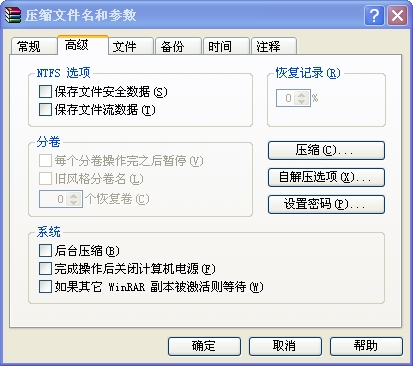 压缩文件名和参数
常规 高级 文件 备份 时间 注释
NTFS 选项
保存文件安全数据(S)
保存文件流数据(T)
恢复记录(R)
0 %
分卷
每个分卷操作完之后暂停(V)
旧风格分卷名(L)
0 个恢复卷(C)
压缩(C)...
自解压选项(X)...
设置密码(P)...
系统
后台压缩(B)
完成操作后关闭计算机电源(F)
如果其它 WinRAR 副本被激活则等待(W)
确定 取消 帮助